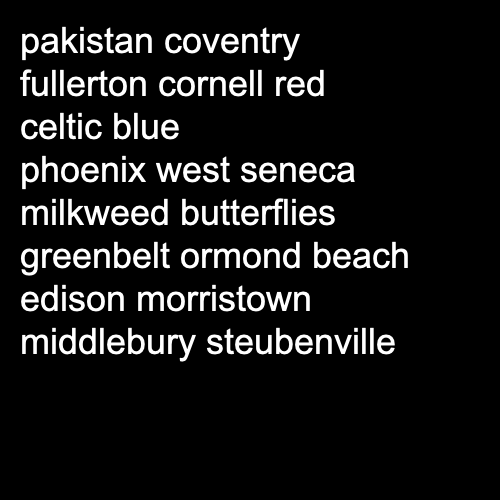 pakistan coventry
fullerton cornell red
celtic blue
phoenix west seneca
milkweed butterflies
greenbelt ormond beach
edison morristown
middlebury steubenville